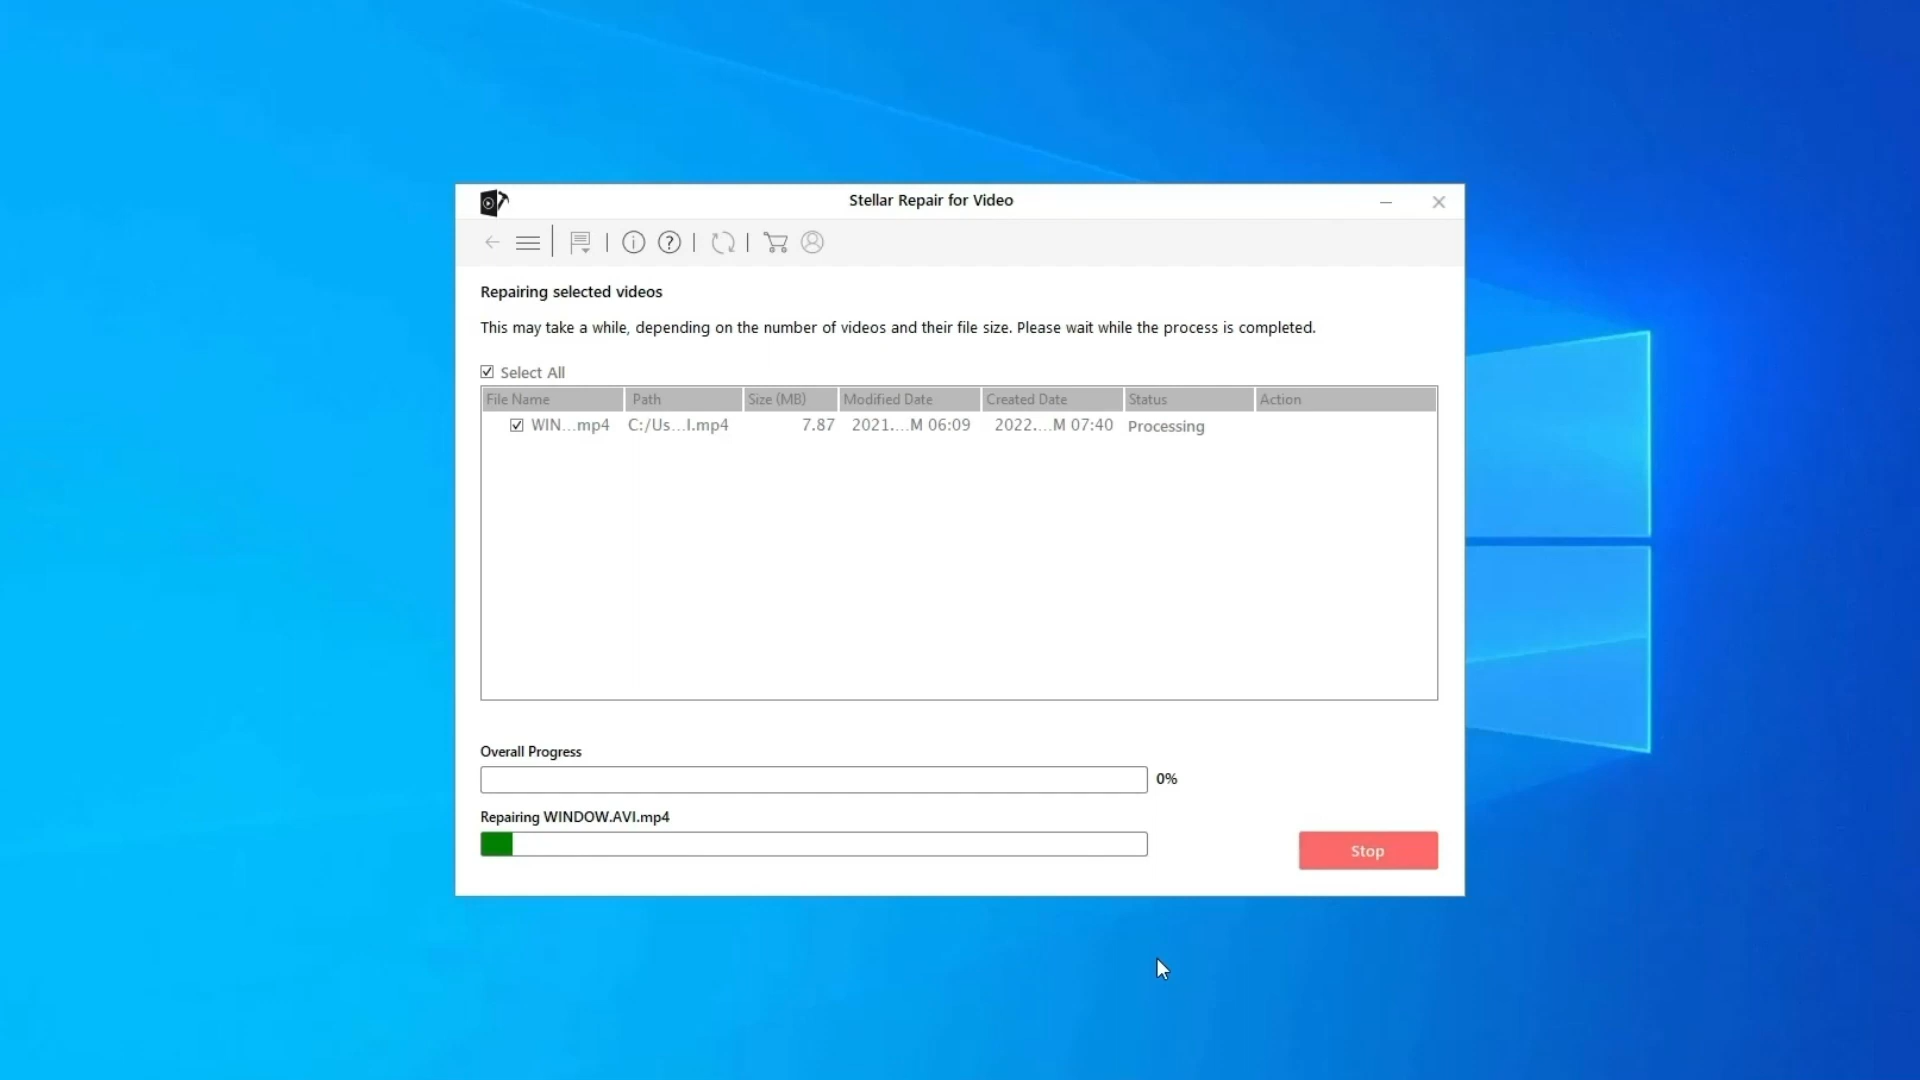 Stellar Repair for Video
Repairing selected videos
This may take a while, depending on the number of videos and their file size. Please wait while the process is completed.
Select All
File Name Path Size (MB) Modified Date Created Date Status Action
WIN...mp4 C:/Us...I.mp4 7.87 2021....M 06:09 2022....M 07:40 Processing
Overall Progress
0%
Repairing WINDOW.AVI.mp4
Stop